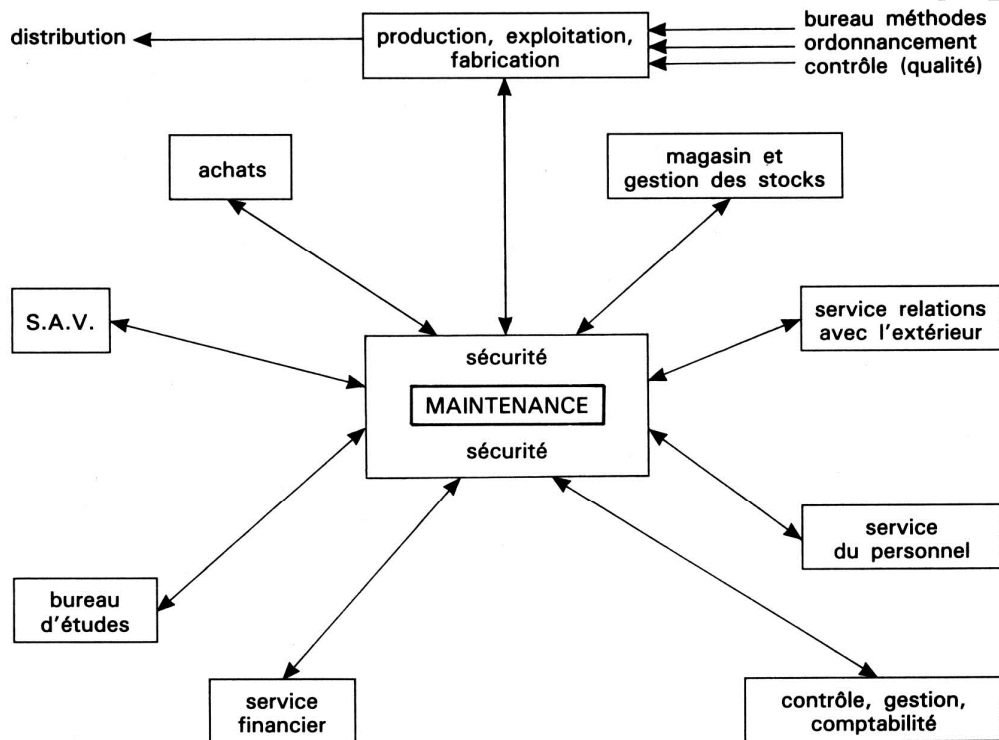 distribution
production, exploitation,
fabrication
bureau méthodes
ordonnancement
contrôle (qualité)
achats
magasin et
gestion des stocks
S.A.V.
service relations
avec l'extérieur
sécurité
MAINTENANCE
sécurité
service
du personnel
bureau
d'études
service
financier
contrôle, gestion,
comptabilité